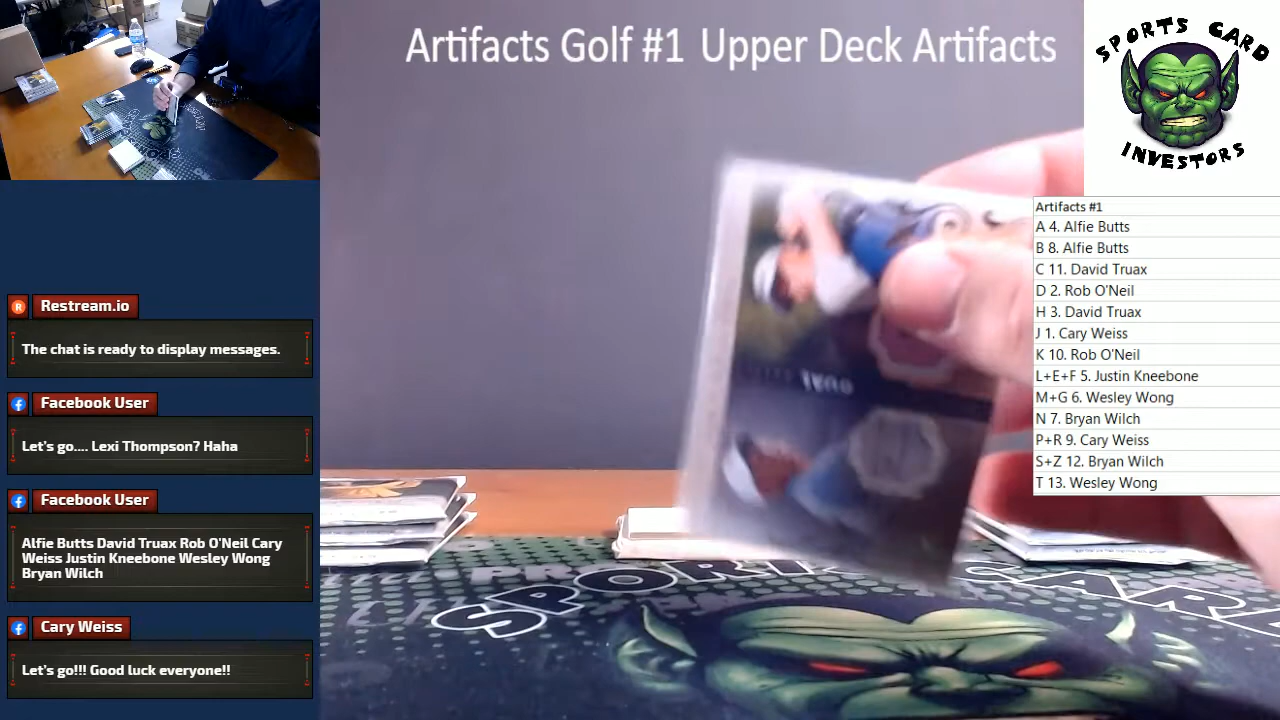 Artifacts Golf #1 Upper Deck Artifacts
SPORTS CARD
INVESTORS
Artifacts #1
A 4. Alfie Butts
B 8. Alfie Butts
C 11. David Truax
D 2. Rob O'Neil
H 3. David Truax
J 1. Cary Weiss
K 10. Rob O'Neil
L+E+F 5. Justin Kneebone
M+G 6. Wesley Wong
N 7. Bryan Wilch
P+R 9. Cary Weiss
S+Z 12. Bryan Wilch
T 13. Wesley Wong
R Restream.io
The chat is ready to display messages.
Facebook User
Let's go.... Lexi Thompson? Haha
Facebook User
Alfie Butts David Truax Rob O'Neil Cary
Weiss Justin Kneebone Wesley Wong
Bryan Wilch
Cary Weiss
Let's go!!! Good luck everyone!!
DUAL
SPORTS CARD